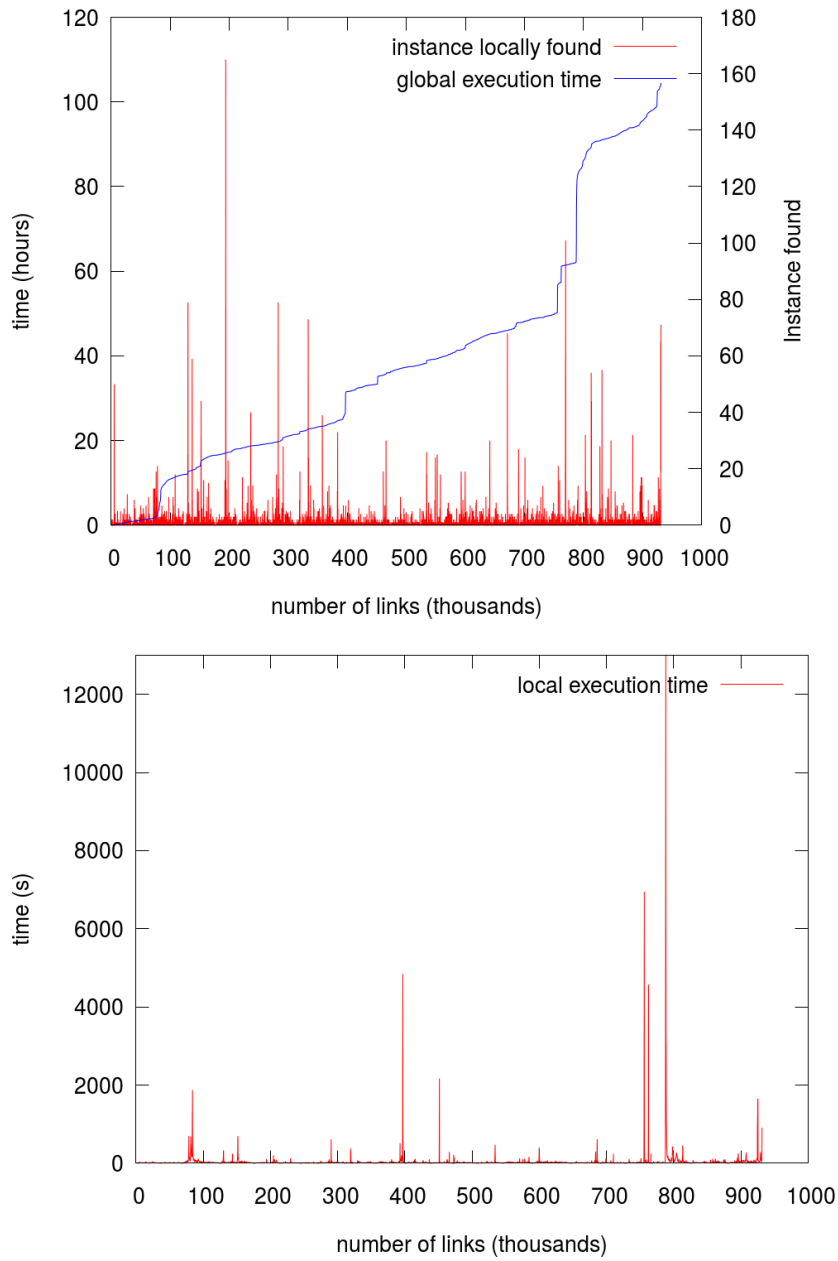 120
100
80
60
40
20
0
180
160
140
120
100
80
60
40
20
0
instance locally found
global execution time
time (hours)
Instance found
0 100 200 300 400 500 600 700 800 900 1000
number of links (thousands)
12000
10000
8000
6000
4000
2000
0
local execution time
time (s)
0 100 200 300 400 500 600 700 800 900 1000
number of links (thousands)